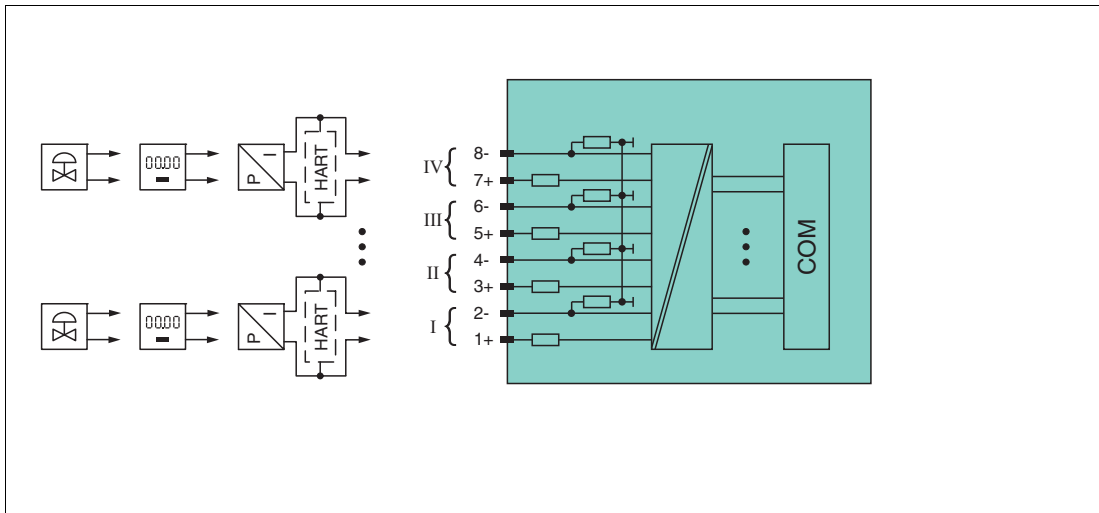 00.00
P I
HART
IV
8-
7+
III
6-
5+
II
4-
3+
I
2-
1+
COM
00.00
P I
HART